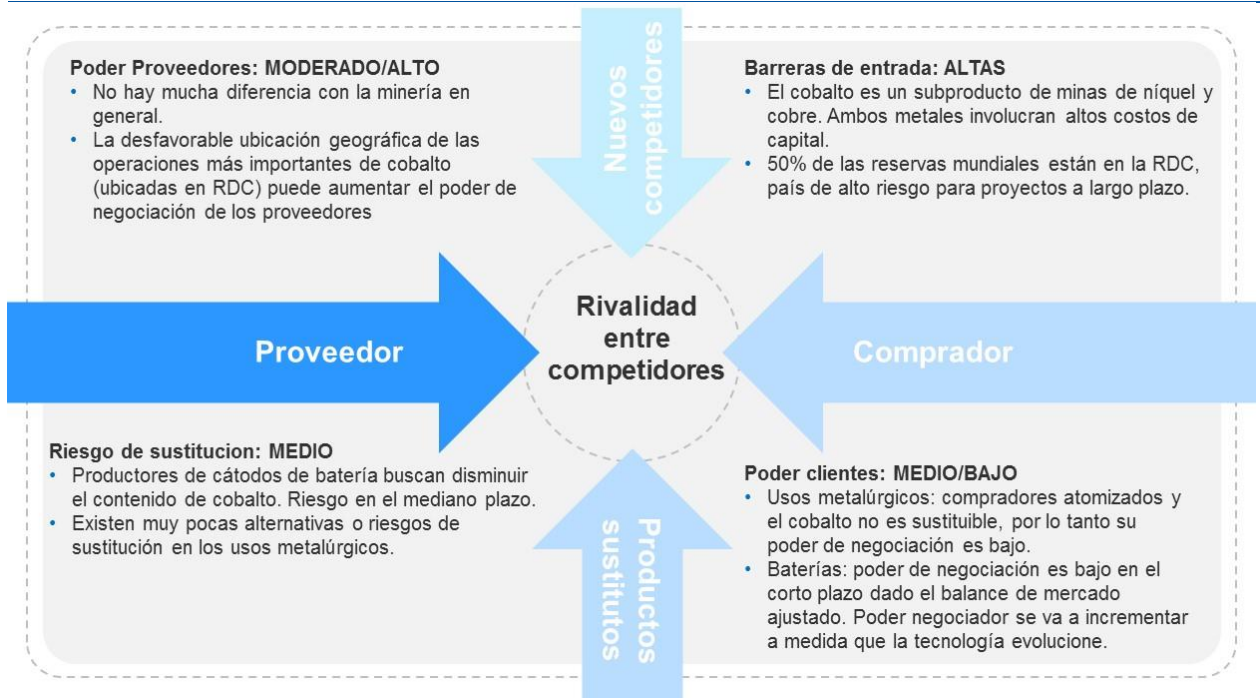 Poder Proveedores: MODERADO/ALTO
• No hay mucha diferencia con la minería en
general.
• La desfavorable ubicación geográfica de las
operaciones más importantes de cobalto
(ubicadas en RDC) puede aumentar el poder de
negociación de los proveedores
Nuevos
competidores
Barreras de entrada: ALTAS
• El cobalto es un subproducto de minas de níquel y
cobre. Ambos metales involucran altos costos de
capital.
• 50% de las reservas mundiales están en la RDC,
país de alto riesgo para proyectos a largo plazo.
Proveedor
Rivalidad
entre
competidores
Comprador
Riesgo de sustitucion: MEDIO
• Productores de cátodos de batería buscan disminuir
el contenido de cobalto. Riesgo en el mediano plazo.
• Existen muy pocas alternativas o riesgos de
sustitución en los usos metalúrgicos.
Productos
sustitutos
Poder clientes: MEDIO/BAJO
• Usos metalúrgicos: compradores atomizados y
el cobalto no es sustituible, por lo tanto su
poder de negociación es bajo.
• Baterías: poder de negociación es bajo en el
corto plazo dado el balance de mercado
ajustado. Poder negociador se va a incrementar
a medida que la tecnología evolucione.